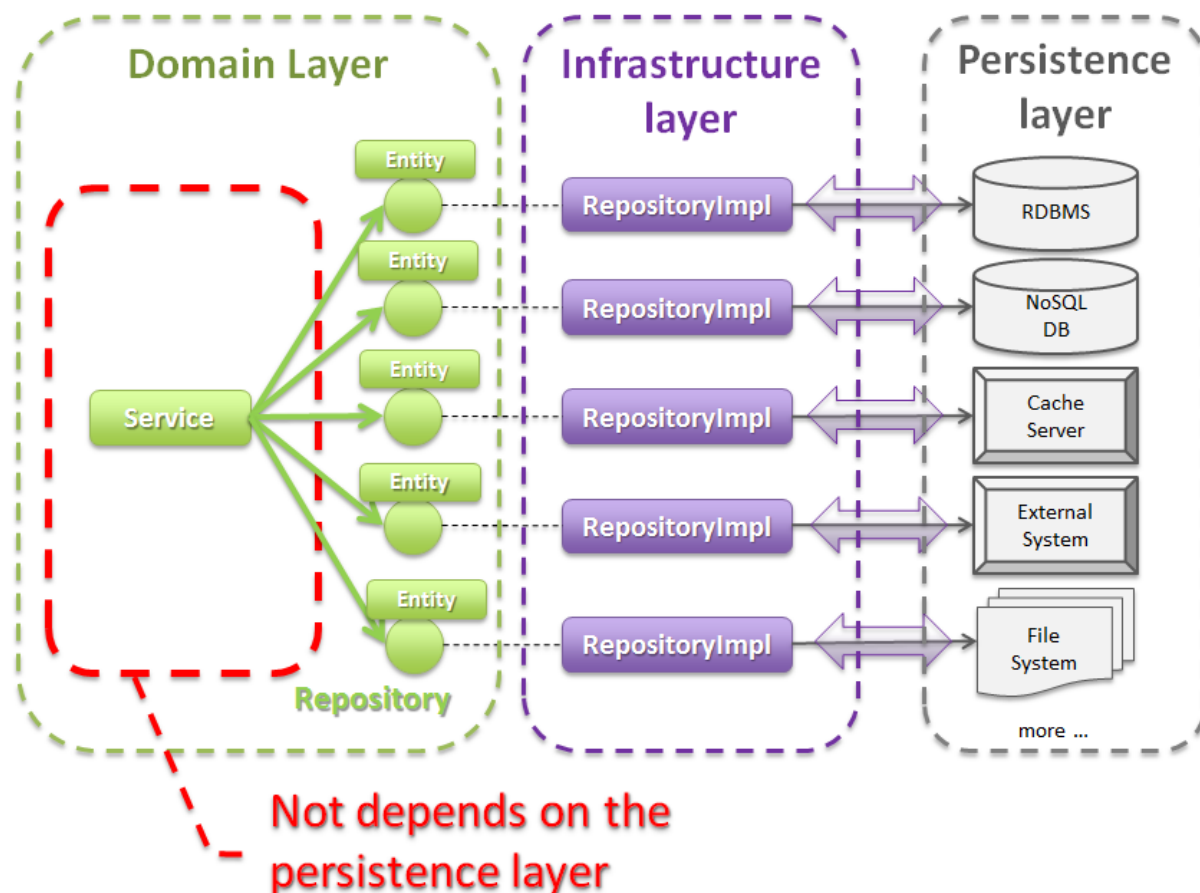 Domain Layer
Infrastructure
layer
Persistence
layer
Entity
RepositoryImpl
RDBMS
Entity
RepositoryImpl
NoSQL
DB
Entity
Service
RepositoryImpl
Cache
Server
Entity
RepositoryImpl
External
System
Entity
RepositoryImpl
File
System
Repository
more ...
Not depends on the
persistence layer